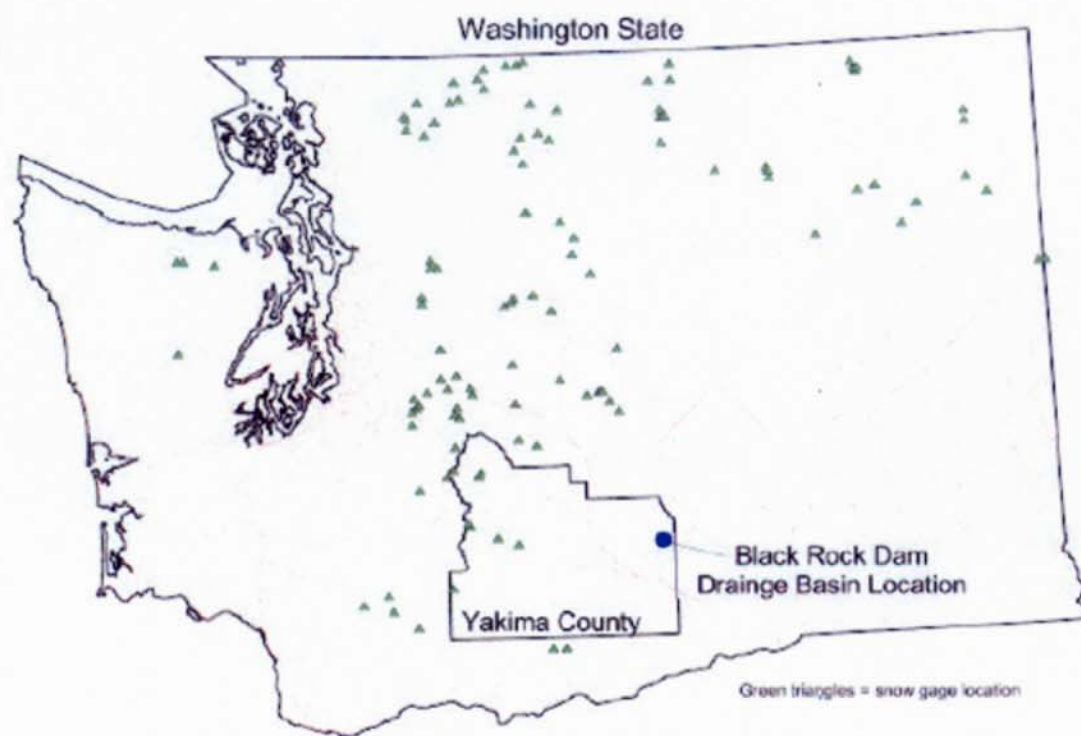 Washington State
Black Rock Dam
Drainge Basin Location
Yakima County
Green triangles = snow gage location